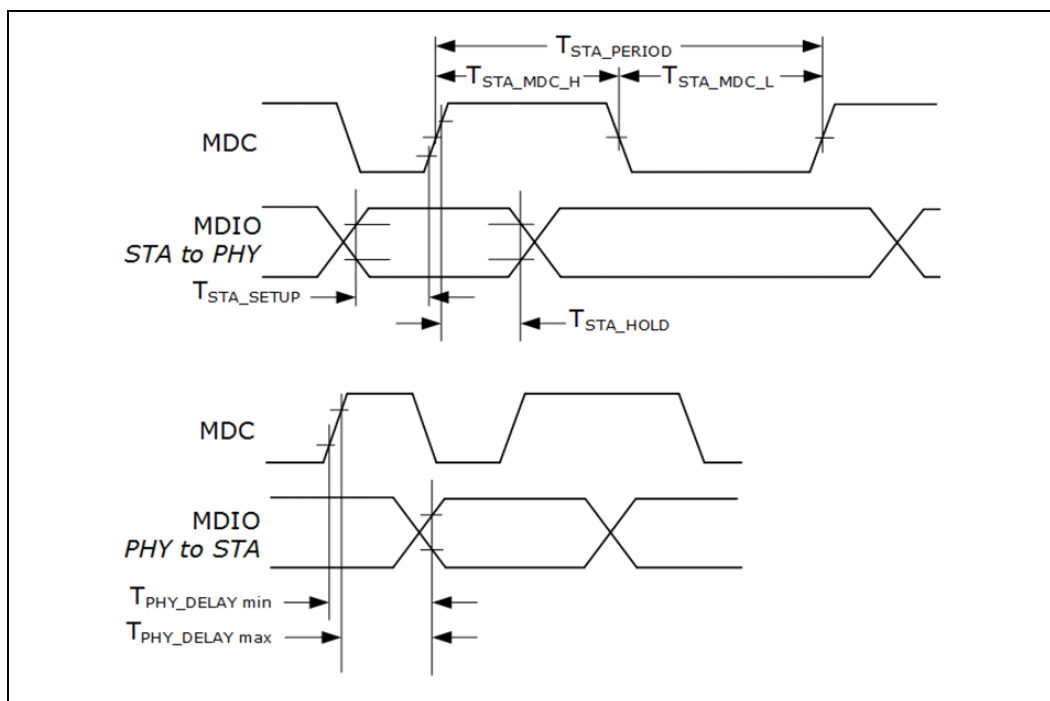 TSTA_PERIOD
TSTA_MDC_H
TSTA_MDC_L
MDC
MDIO
STA to PHY
TSTA_SETUP
TSTA_HOLD
MDC
MDIO
PHY to STA
TPHY_DELAY min
TPHY_DELAY max